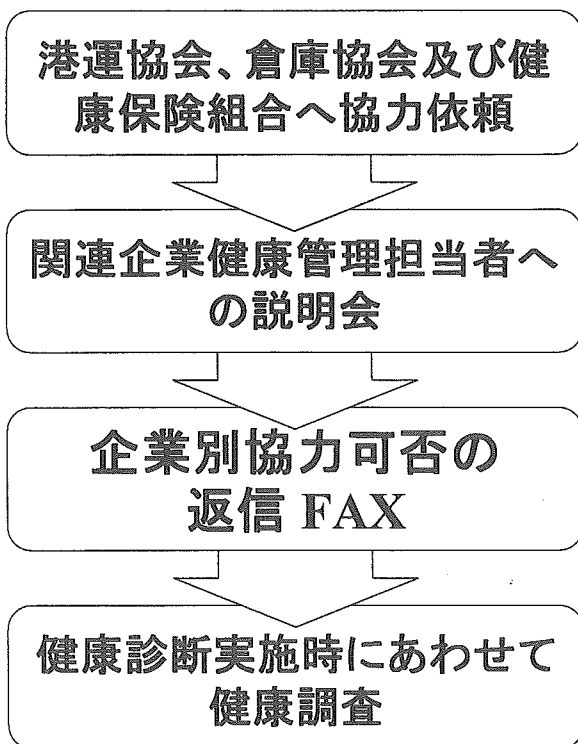 港運協会、倉庫協会及び健
康保険組合へ協力依頼
関連企業健康管理担当者へ
の説明会
企業別協力可否の
返信 FAX
健康診断実施時にあわせて
健康調査